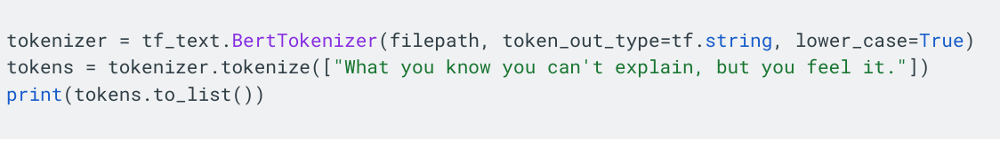 tokenizer = tf_text.BertTokenizer(filepath, token_out_type=tf.string, lower_case=True)
tokens = tokenizer.tokenize(["What you know you can't explain, but you feel it."])
print(tokens.to_list())